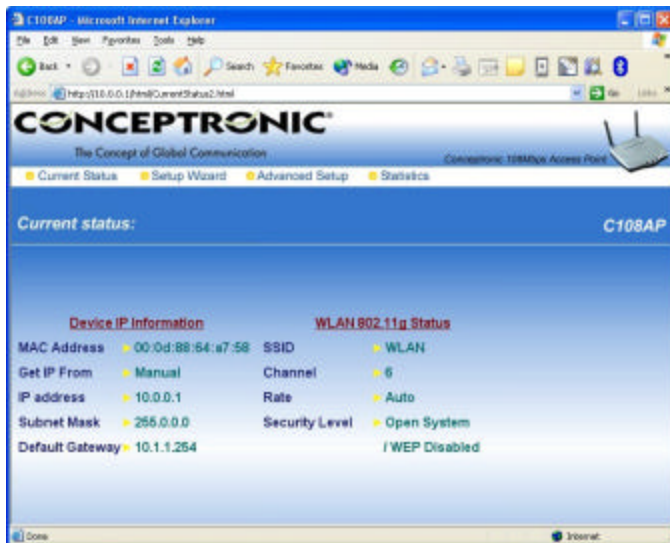 C108AP - Microsoft Internet Explorer
File Edit View Favorites Tools Help
Back Search Favorites Media
Address http://10.0.0.1/html/CurrentStatus2.html Go Links
CONCEPTRONIC
The Concept of Global Communication
Conceptronic 108Mbps Access Point
Current Status Setup Wizard Advanced Setup Statistics
Current status: C108AP
Device IP Information WLAN 802.11g Status
MAC Address 00:0d:88:64:a7:58 SSID WLAN
Get IP From Manual Channel 6
IP address 10.0.0.1 Rate Auto
Subnet Mask 255.0.0.0 Security Level Open System
Default Gateway 10.1.1.254 / WEP Disabled
Done Internet